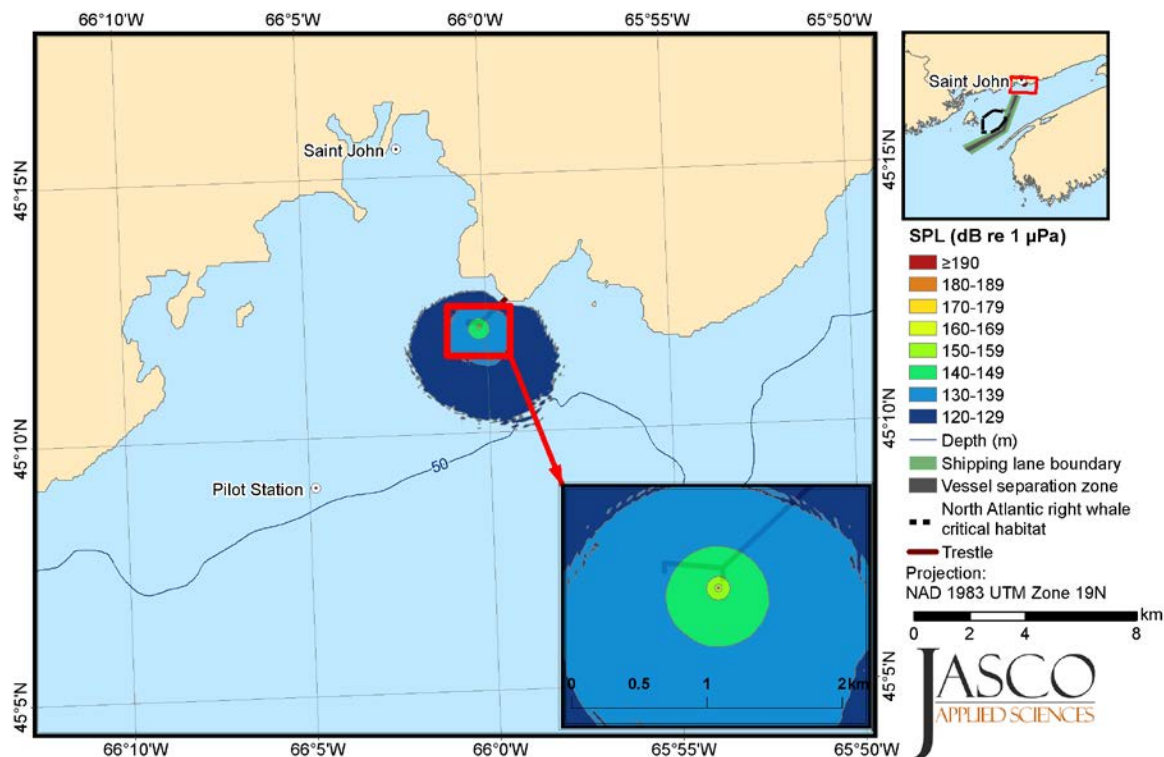 66°10'W 66°5'W 66°0'W 65°55'W 65°50'W
45°15'N
45°10'N
45°5'N
Saint John
Pilot Station
50
0 0.5 1 2 km
45°15'N
45°10'N
45°5'N
66°10'W 66°5'W 66°0'W 65°55'W 65°50'W
Saint John
SPL (dB re 1 µPa)
≥190
180-189
170-179
160-169
150-159
140-149
130-139
120-129
Depth (m)
Shipping lane boundary
Vessel separation zone
North Atlantic right whale
critical habitat
Trestle
Projection:
NAD 1983 UTM Zone 19N
km
0 2 4 8
JASCO
APPLIED SCIENCES